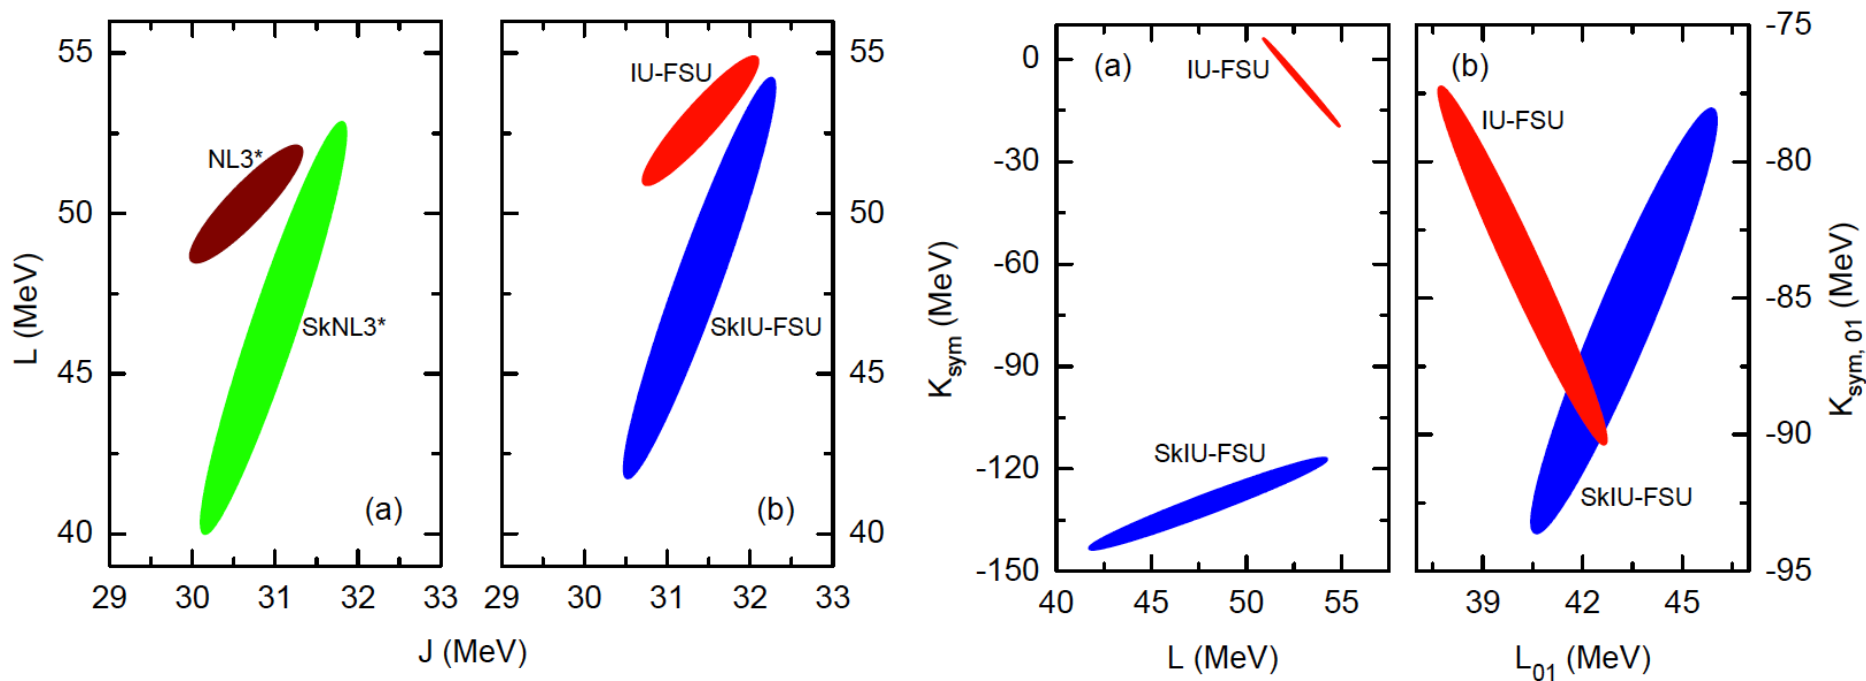 55
50
45
40
L (MeV)
NL3*
SkNL3*
(a)
29
30
31
32
33
IU-FSU
SkIU-FSU
(b)
55
50
45
40
29
30
31
32
33
J (MeV)
0
-30
-60
-90
-120
-150
Ksym (MeV)
(a)
IU-FSU
SkIU-FSU
40
45
50
55
L (MeV)
(b)
IU-FSU
SkIU-FSU
39
42
45
L01 (MeV)
-75
-80
-85
-90
-95
Ksym, 01 (MeV)